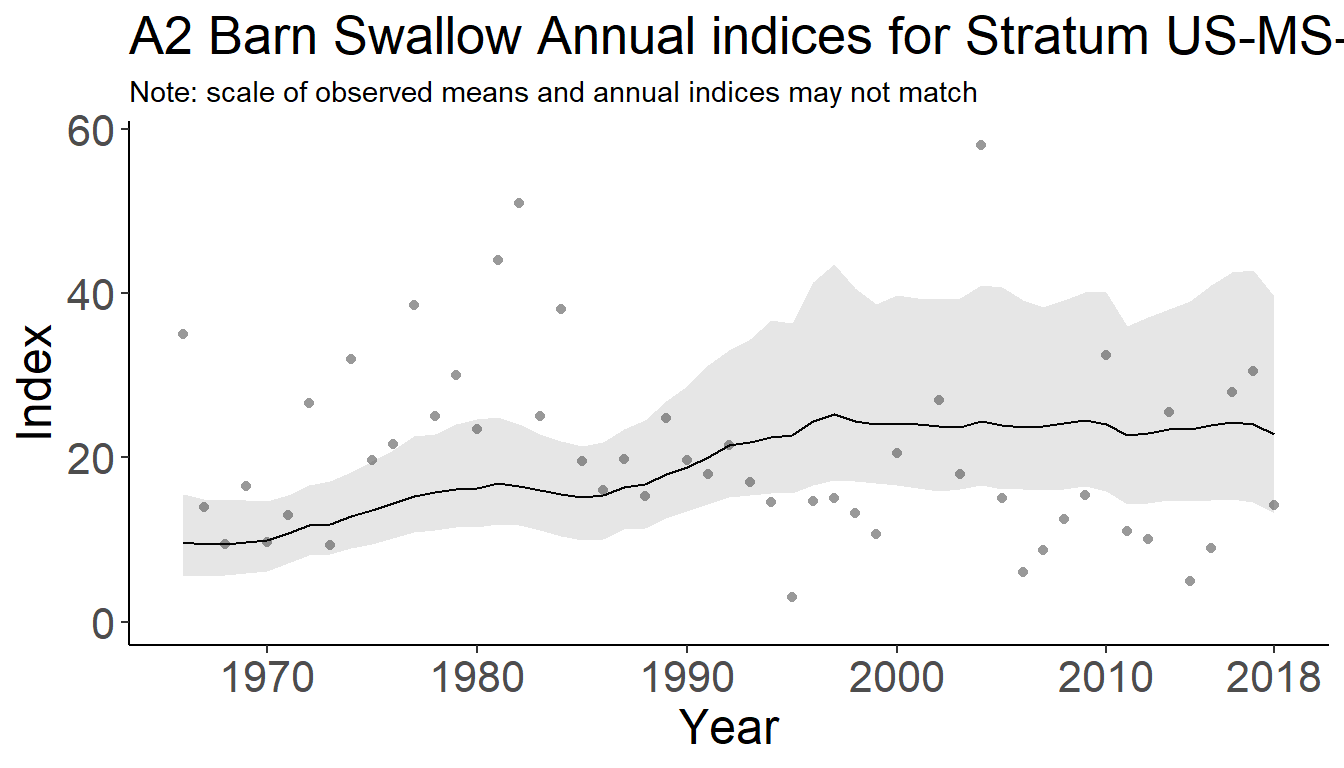 A2 Barn Swallow Annual indices for Stratum US-MS-
Note: scale of observed means and annual indices may not match
60
40
20
0
Index
1970 1980 1990 2000 2010 2018
Year